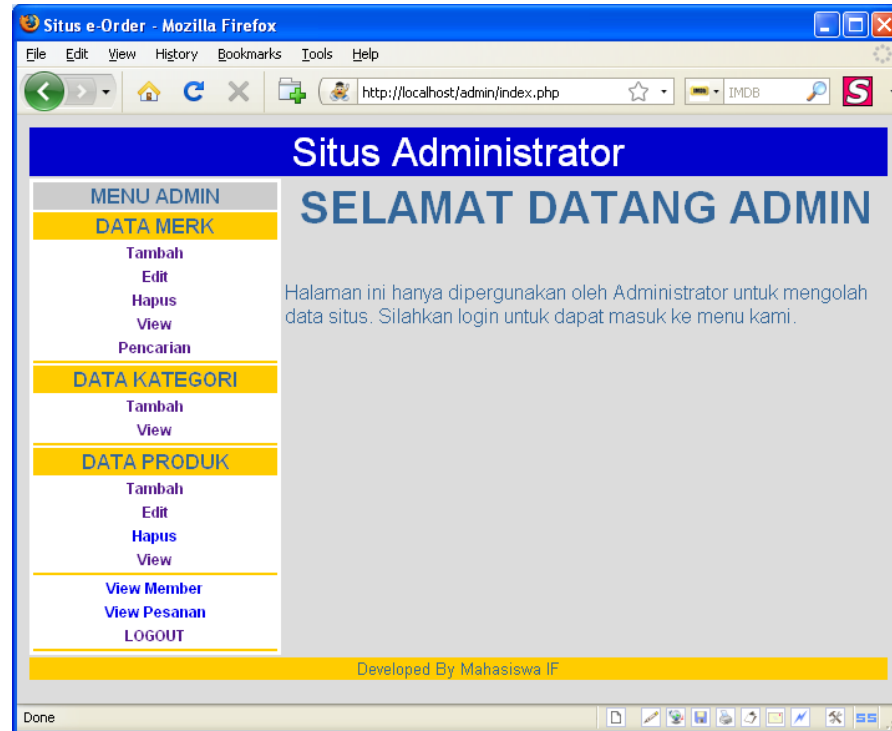 Situs e-Order - Mozilla Firefox
File Edit View History Bookmarks Tools Help
http://localhost/admin/index.php IMDB S
Situs Administrator
MENU ADMIN
DATA MERK
Tambah
Edit
Hapus
View
Pencarian
DATA KATEGORI
Tambah
View
DATA PRODUK
Tambah
Edit
Hapus
View
View Member
View Pesanan
LOGOUT
SELAMAT DATANG ADMIN
Halaman ini hanya dipergunakan oleh Administrator untuk mengolah
data situs. Silahkan login untuk dapat masuk ke menu kami.
Developed By Mahasiswa IF
Done